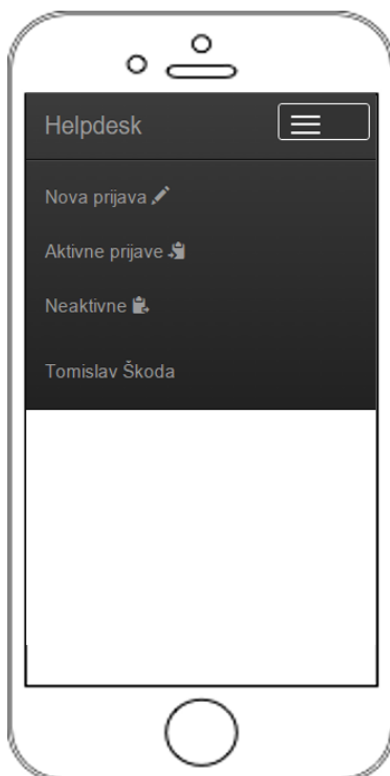 Helpdesk
Nova prijava
Aktivne prijave
Neaktivne
Tomislav Škoda